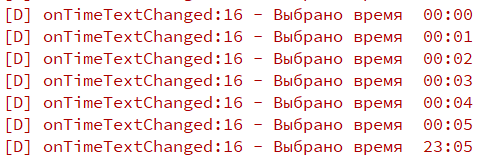 [D] onTimeTextChanged:16 - Выбрано время  00:00
[D] onTimeTextChanged:16 - Выбрано время  00:01
[D] onTimeTextChanged:16 - Выбрано время  00:02
[D] onTimeTextChanged:16 - Выбрано время  00:03
[D] onTimeTextChanged:16 - Выбрано время  00:04
[D] onTimeTextChanged:16 - Выбрано время  00:05
[D] onTimeTextChanged:16 - Выбрано время  23:05